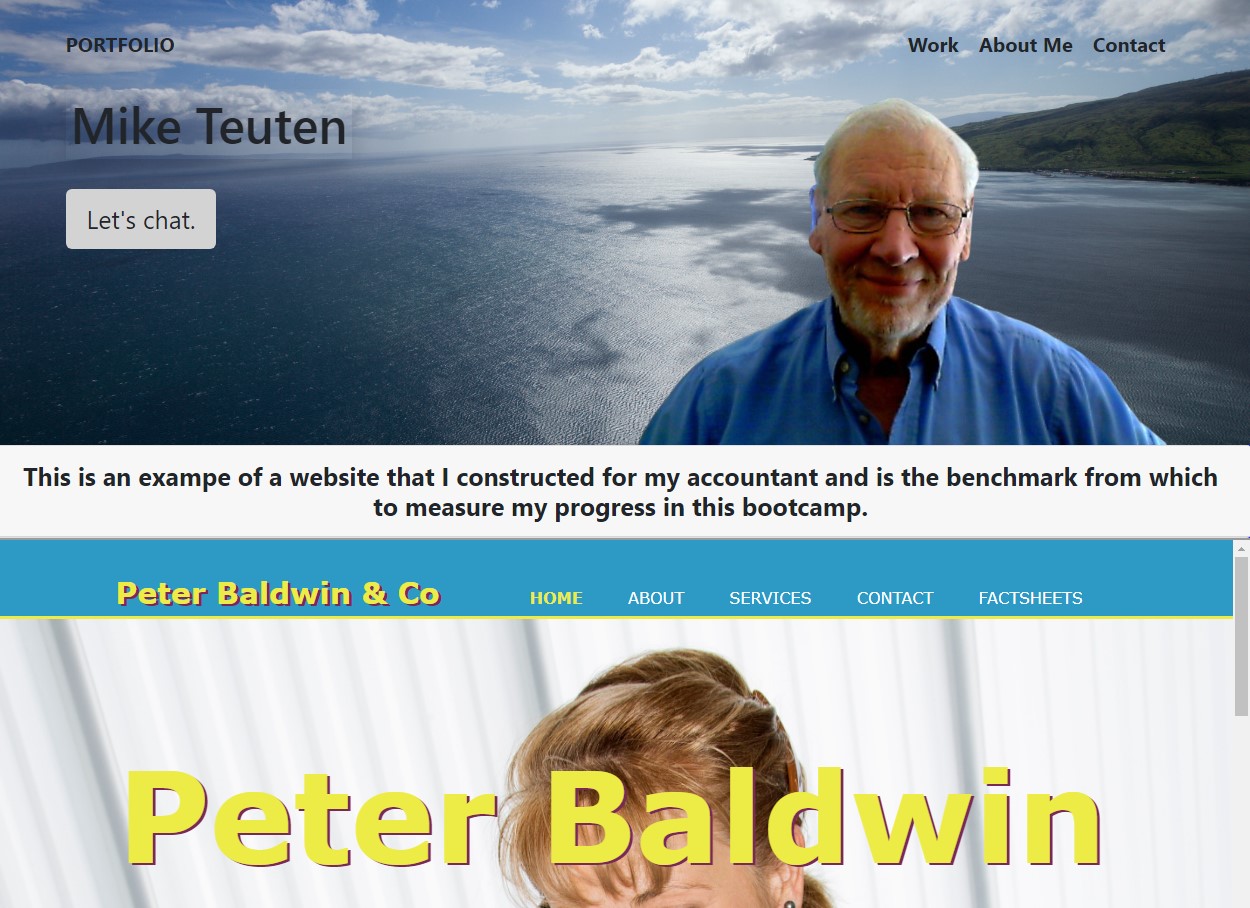 PORTFOLIO
Work About Me Contact
Mike Teuten
Let's chat.
This is an exampe of a website that I constructed for my accountant and is the benchmark from which
to measure my progress in this bootcamp.
Peter Baldwin & Co
HOME ABOUT SERVICES CONTACT FACTSHEETS
Peter Baldwin